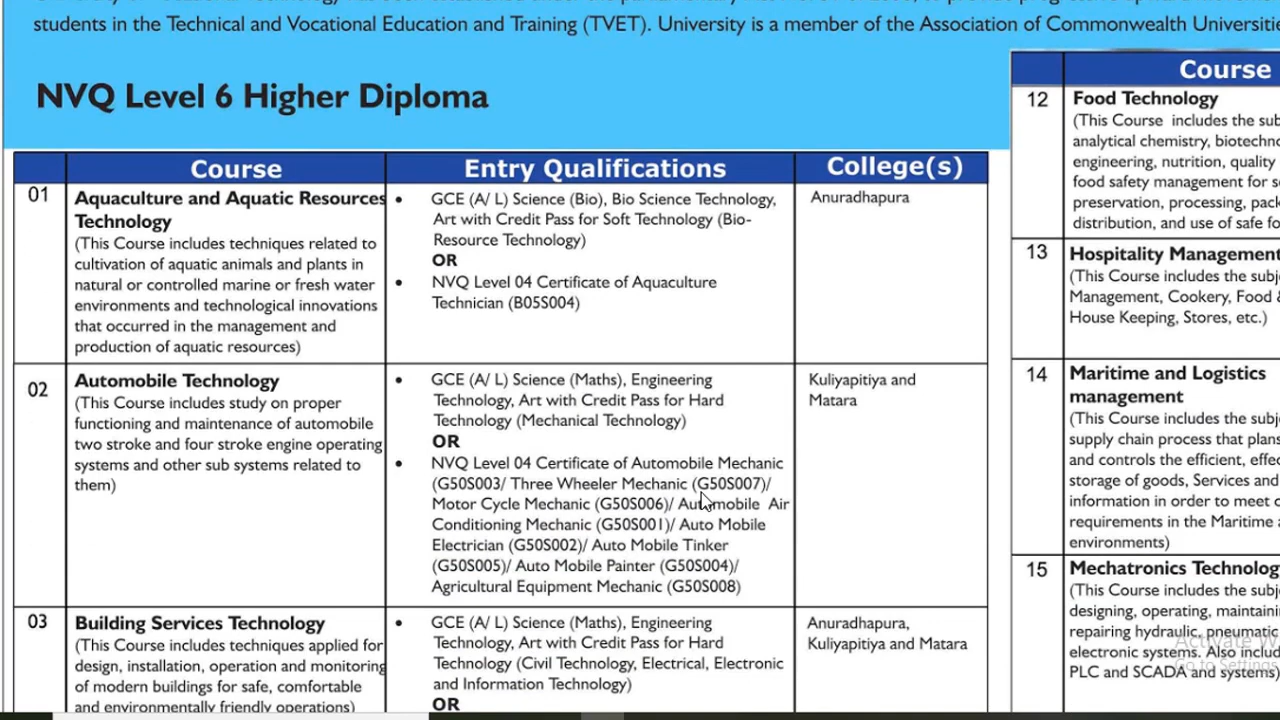 students in the Technical and Vocational Education and Training (TVET). University is a member of the Association of Commonwealth
NVQ Level 6 Higher Diploma
Course Entry Qualifications College(s)
01
Aquaculture and Aquatic Resources
Technology
(This Course includes techniques related to
cultivation of aquatic animals and plants in
natural or controlled marine or fresh water
environments and technological innovations
that occurred in the management and
production of aquatic resources)
• GCE (A/ L) Science (Bio), Bio Science Technology,
Art with Credit Pass for Soft Technology (Bio-
Resource Technology)
OR
• NVQ Level 04 Certificate of Aquaculture
Technician (B05S004)
Anuradhapura
02
Automobile Technology
(This Course includes study on proper
functioning and maintenance of automobile
two stroke and four stroke engine operating
systems and other sub systems related to
them)
• GCE (A/ L) Science (Maths), Engineering
Technology, Art with Credit Pass for Hard
Technology (Mechanical Technology)
OR
• NVQ Level 04 Certificate of Automobile Mechanic
(G50S003/ Three Wheeler Mechanic (G50S007)/
Motor Cycle Mechanic (G50S006)/ Automobile Air
Conditioning Mechanic (G50S001)/ Auto Mobile
Electrician (G50S002)/ Auto Mobile Tinker
(G50S005)/ Auto Mobile Painter (G50S004)/
Agricultural Equipment Mechanic (G50S008)
Kuliyapitiya and
Matara
03
Building Services Technology
(This Course includes techniques applied for
design, installation, operation and monitoring
of modern buildings for safe, comfortable
and environmentally friendly operations)
• GCE (A/ L) Science (Maths), Engineering
Technology, Art with Credit Pass for Hard
Technology (Civil Technology, Electrical, Electronic
and Information Technology)
OR
Anuradhapura,
Kuliyapitiya and Matara
Course
12
Food Technology
(This Course includes the
analytical chemistry,
engineering, nutrition, quality
food safety management for
preservation, processing,
distribution, and use of safe
13
Hospitality Management
(This Course includes the
Management, Cookery, Food &
House Keeping, Stores, etc.)
14
Maritime and Logistics
management
(This Course includes the
supply chain process that plans
and controls the efficient,
storage of goods, Services and
information in order to meet
requirements in the Maritime
environments)
15
Mechatronics
(This Course includes the
designing, operating,
repairing hydraulic, pneumatic
electronic systems. Also
PLC and SCADA and systems)
Activate
Go to Settings